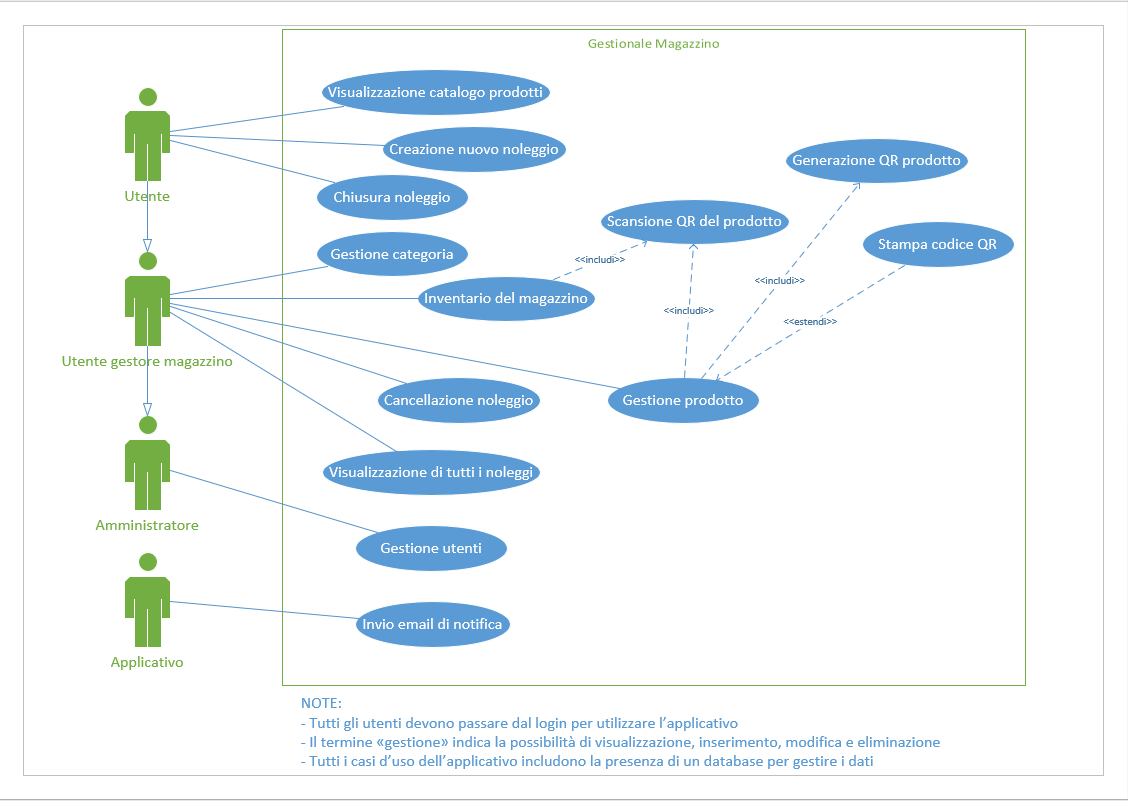 Gestionale Magazzino
Visualizzazione catalogo prodotti
Creazione nuovo noleggio
Generazione QR prodotto
Utente
Chiusura noleggio
Scansione QR del prodotto
Stampa codice QR
Gestione categoria
<<includi>>
<<includi>>
Inventario del magazzino
<<includi>>
<<estendi>>
Utente gestore magazzino
Cancellazione noleggio
Gestione prodotto
Visualizzazione di tutti i noleggi
Amministratore
Gestione utenti
Invio email di notifica
Applicativo
NOTE:
- Tutti gli utenti devono passare dal login per utilizzare l’applicativo
- Il termine «gestione» indica la possibilità di visualizzazione, inserimento, modifica e eliminazione
- Tutti i casi d’uso dell’applicativo includono la presenza di un database per gestire i dati